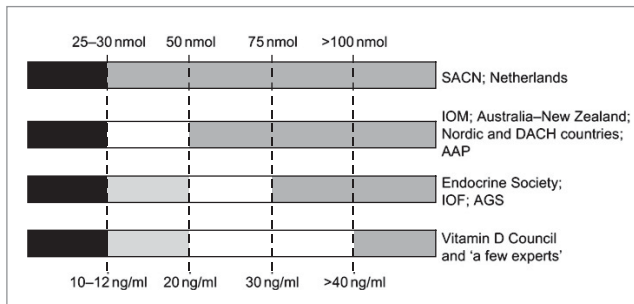 25–30 nmol 50 nmol 75 nmol >100 nmol
SACN; Netherlands
IOM; Australia–New Zealand;
Nordic and DACH countries;
AAP
Endocrine Society;
IOF; AGS
Vitamin D Council
and ‘a few experts’
10–12 ng/ml 20 ng/ml 30 ng/ml >40 ng/ml